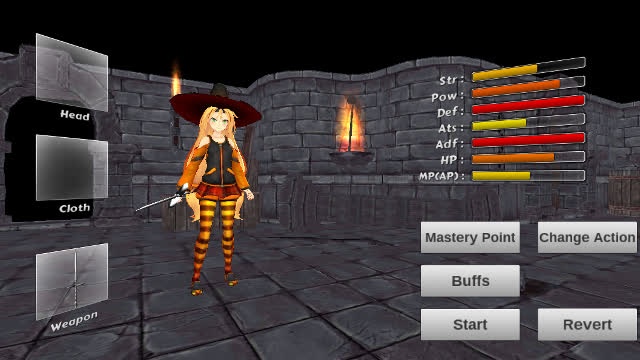 Head
Cloth
Weapon
Str:
Pow:
Def:
Ats:
Adf:
HP:
MP(AP):
Mastery Point
Change Action
Buffs
Start
Revert